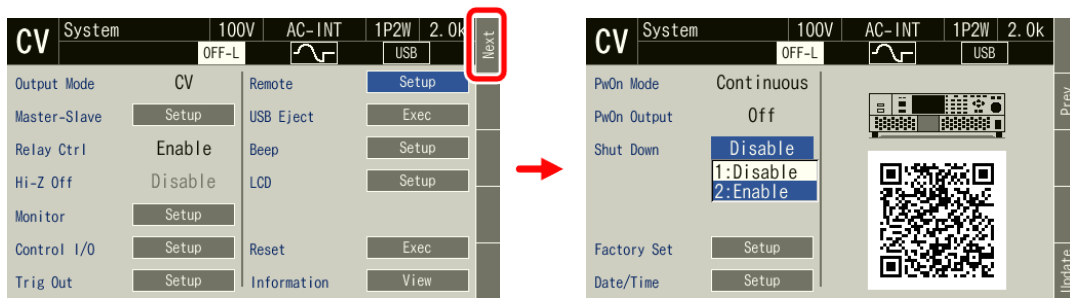 CV System 100V AC-INT 1P2W 2.0k Next
OFF-L USB
Output Mode CV Remote Setup
Master-Slave Setup USB Eject Exec
Relay Ctrl Enable Beep Setup
Hi-Z Off Disable LCD Setup
Monitor Setup
Control I/O Setup Reset Exec
Trig Out Setup Information View
CV System 100V AC-INT 1P2W 2.0k
OFF-L USB
PwOn Mode Continuous
PwOn Output Off Prev
Shut Down Disable
1:Disable
2:Enable
Factory Set Setup
Date/Time Setup Update